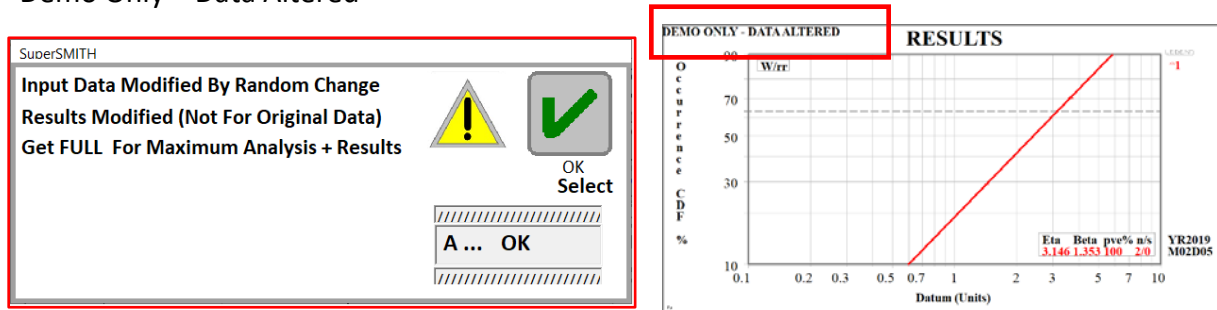 Demo Only – Data Altered
SuperSMITH
Input Data Modified By Random Change
Results Modified (Not For Original Data)
Get FULL For Maximum Analysis + Results
OK
Select
A ... OK
DEMO ONLY - DATA ALTERED
RESULTS
W/rr
Occurrence CDF %
90
70
50
30
10
0.1 0.2 0.3 0.5 0.7 1 2 3 5 7 10
Datum (Units)
Eta Beta pve% n/s
3.146 1.353 100 2/0
YR2019
M02D05